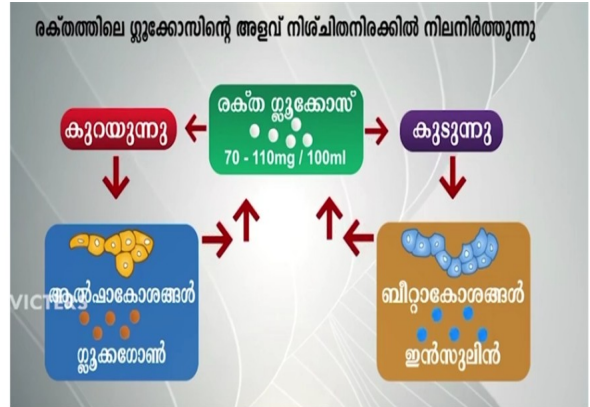 രക്തത്തിലെ ഗ്ലൂക്കോസിന്റെ അളവ് നിശ്ചിതനിരക്കിൽ നിലനിർത്തുന്നു
രക്ത ഗ്ലൂക്കോസ്
70 - 110mg / 100ml
കുറയുന്നു
കൂടുന്നു
ആൽഫാകോശങ്ങൾ
ഗ്ലൂക്കഗോൺ
ബീറ്റാകോശങ്ങൾ
ഇൻസുലിൻ
VICTERS